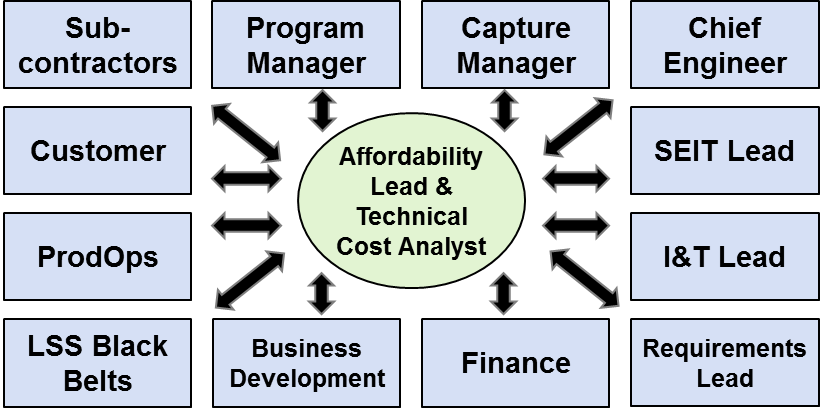 Sub-
contractors
Program
Manager
Capture
Manager
Chief
Engineer
Customer
Affordability
Lead &
Technical
Cost Analyst
SEIT Lead
ProdOps
I&T Lead
LSS Black
Belts
Business
Development
Finance
Requirements
Lead